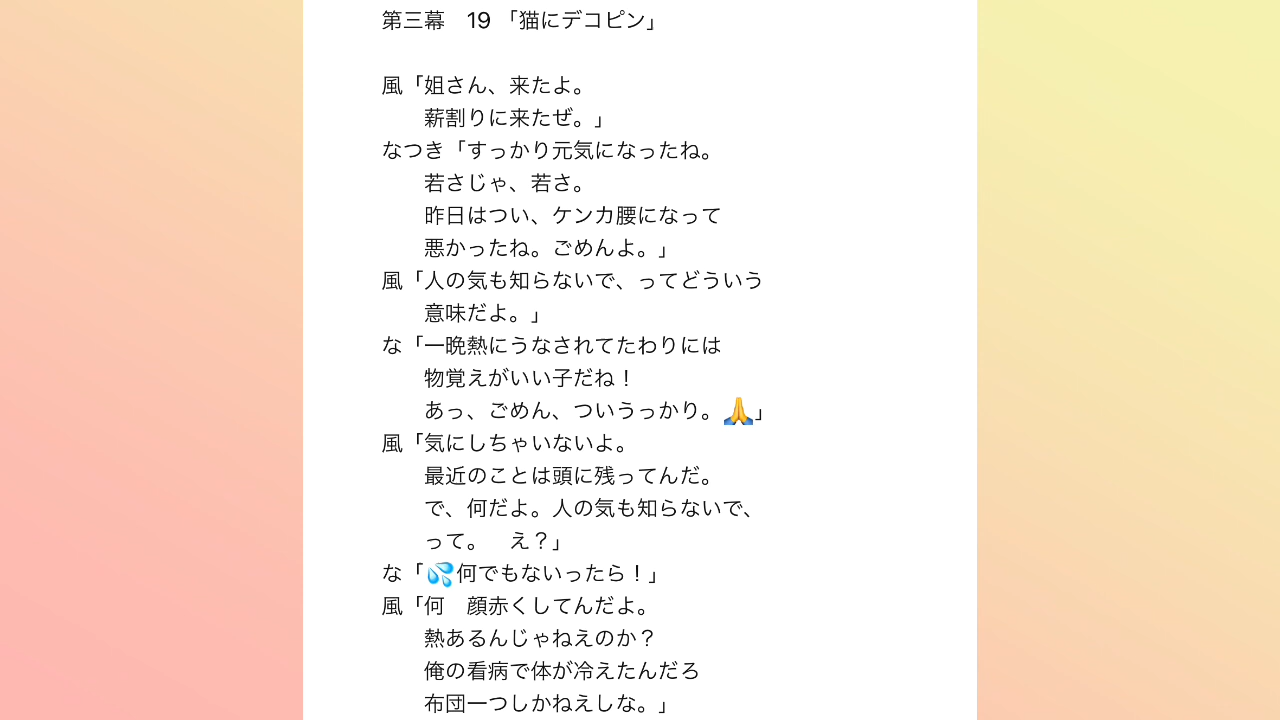 第三幕　19 「猫にデコピン」
風「姐さん、来たよ。
薪割りに来たぜ。」
なつき「すっかり元気になったね。
若さじゃ、若さ。
昨日はつい、ケンカ腰になって
悪かったね。ごめんよ。」
風「人の気も知らないで、ってどういう
意味だよ。」
な「一晩熱にうなされてたわりには
物覚えがいい子だね！
あっ、ごめん、ついうっかり。🙏」
風「気にしちゃいないよ。
最近のことは頭に残ってんだ。
で、何だよ。人の気も知らないで、
って。　え？」
な「💦何でもないったら！」
風「何　顔赤くしてんだよ。
熱あるんじゃねえのか？
俺の看病で体が冷えたんだろ
布団一つしかねえしな。」